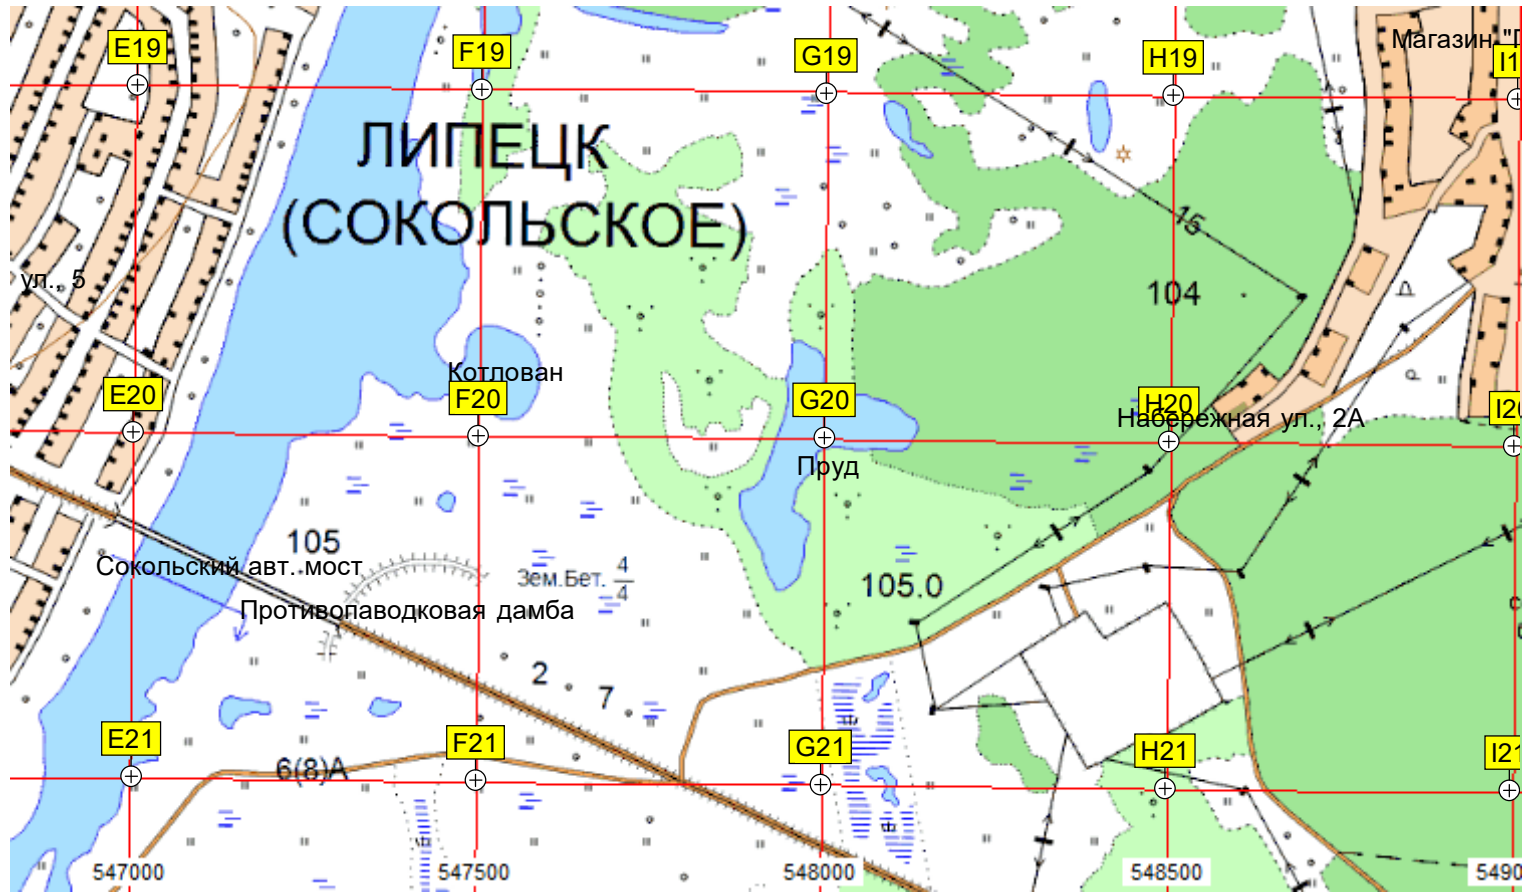 Магазин "
E19
F19
G19
H19
ЛИПЕЦК
(СОКОЛЬСКОЕ)
15
ул., 5
104
Котлован
E20
F20
G20
H20
Набережная ул., 2А
Пруд
105
Сокольский авт. мост
Зем.Бет. 4
4
105.0
Противопаводковая дамба
2
7
E21
F21
G21
H21
I21
6(8)А
547000
547500
548000
548500